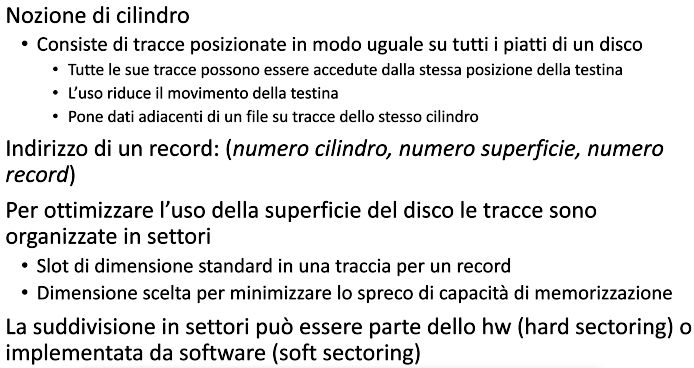 Nozione di cilindro
• Consiste di tracce posizionate in modo uguale su tutti i piatti di un disco
• Tutte le sue tracce possono essere accedute dalla stessa posizione della testina
• L'uso riduce il movimento della testina
• Pone dati adiacenti di un file su tracce dello stesso cilindro
Indirizzo di un record: (numero cilindro, numero superficie, numero
record)
Per ottimizzare l'uso della superficie del disco le tracce sono
organizzate in settori
• Slot di dimensione standard in una traccia per un record
• Dimensione scelta per minimizzare lo spreco di capacità di memorizzazione
La suddivisione in settori può essere parte dello hw (hard sectoring) o
implementata da software (soft sectoring)